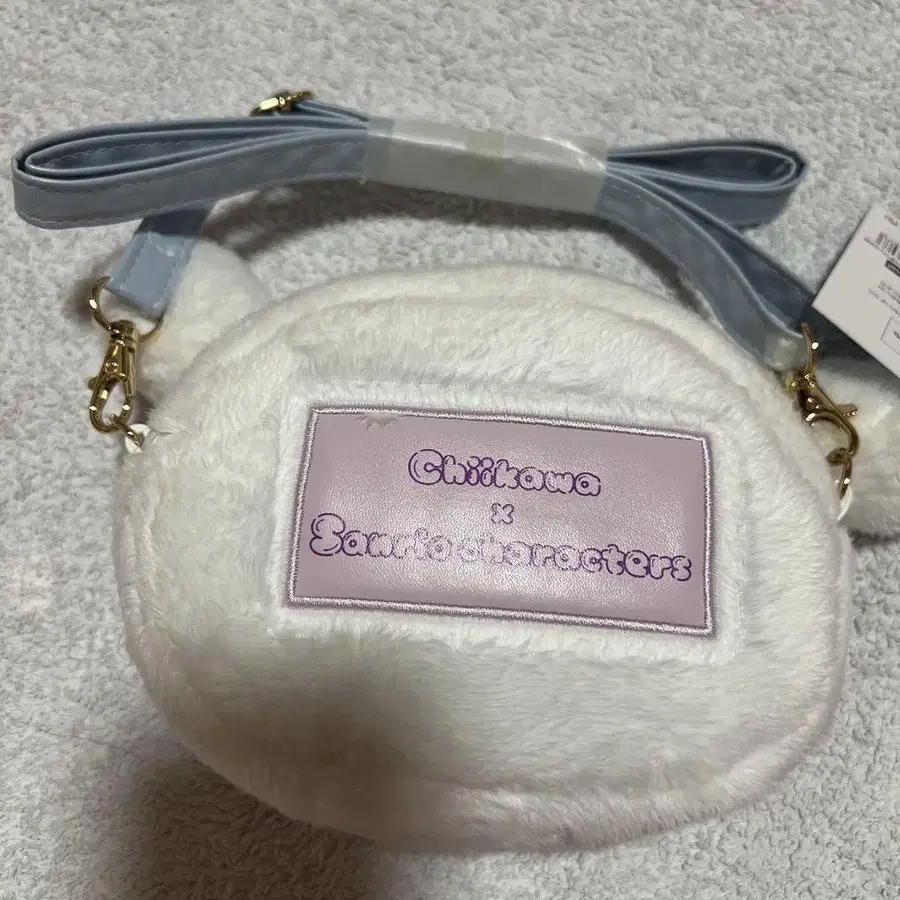 Chiikawa
x
Sanrio characters